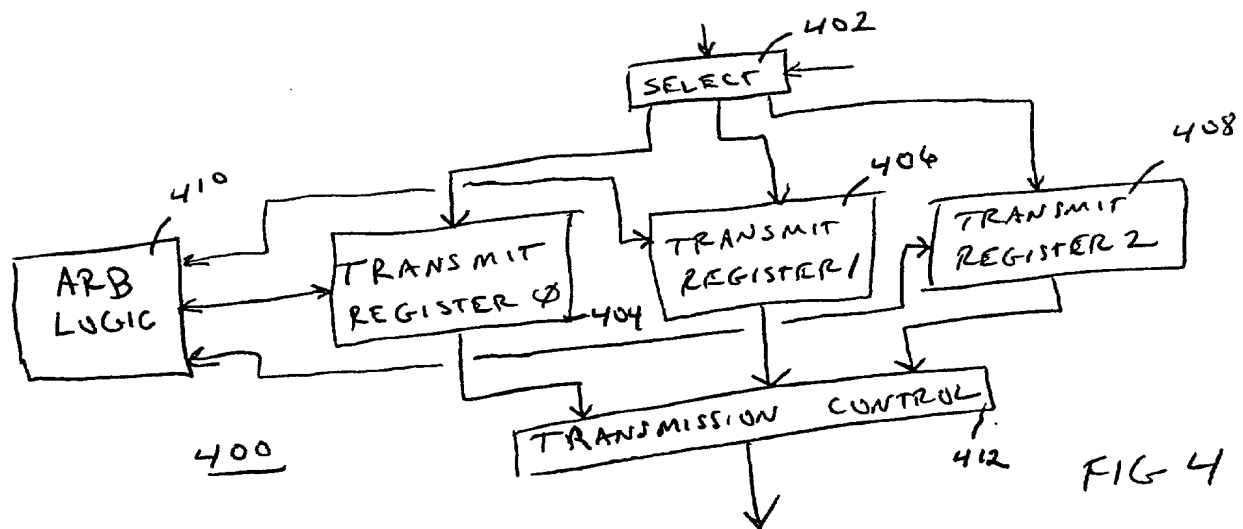 402
SELECT
408
406
410
TRANSMIT
REGISTER 2
TRANSMIT
REGISTER 1
TRANSMIT
REGISTER Ø
ARB
LOGIC
404
TRANSMISSION CONTROL
400
412
FIG 4